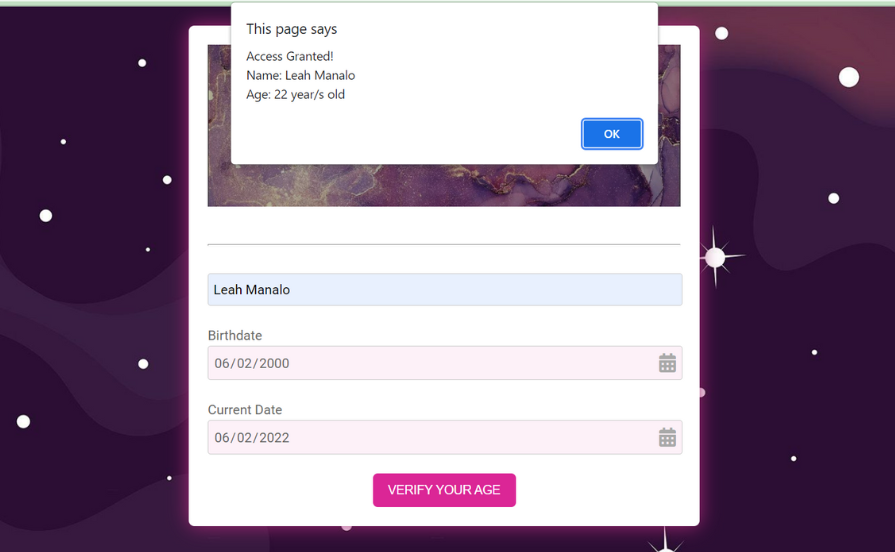 This page says
Access Granted!
Name: Leah Manalo
Age: 22 year/s old
OK
Leah Manalo
Birthdate
06/02/2000
Current Date
06/02/2022
VERIFY YOUR AGE